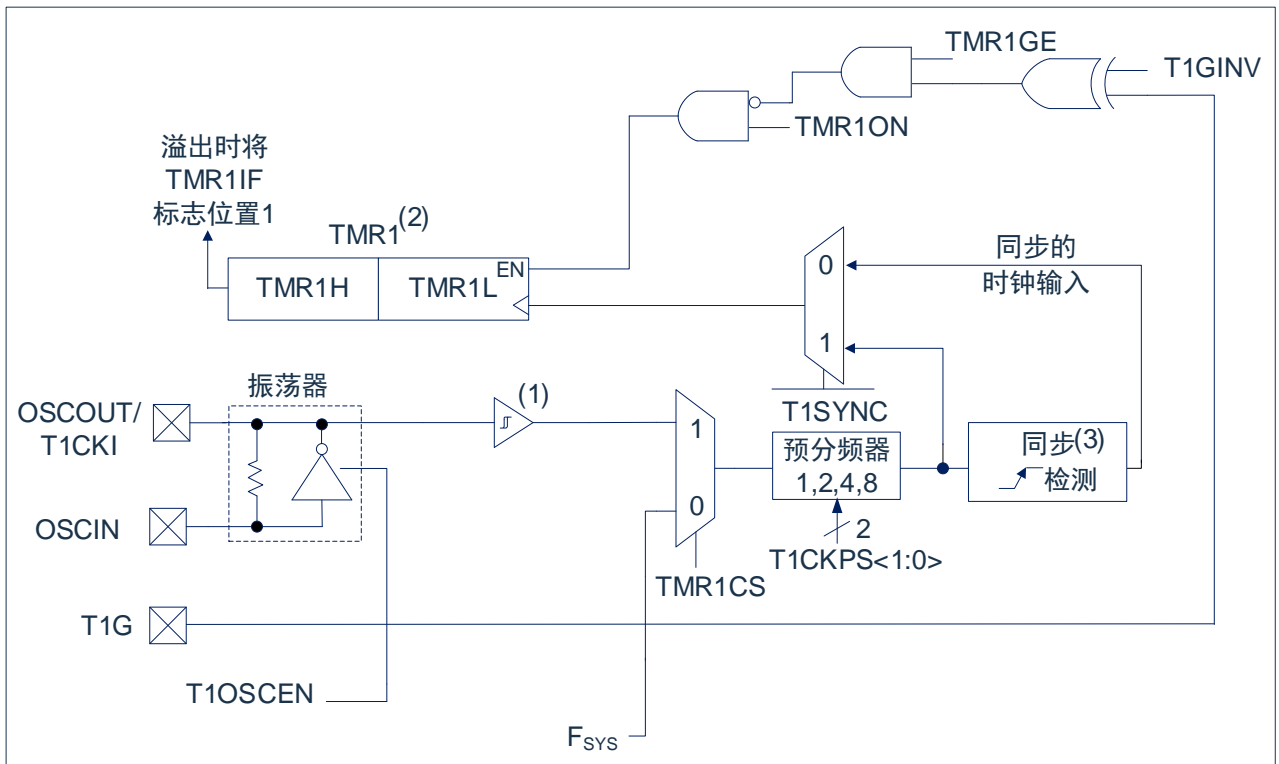 TMR1GE
T1GINV
TMR1ON
溢出时将
TMR1IF
标志位置1
TMR1(2)
EN
TMR1H
TMR1L
0
同步的
时钟输入
1
T1SYNC
振荡器
(1)
OSCOUT/
T1CKI
1
预分频器
1,2,4,8
同步(3)
检测
OSCIN
0
2
T1CKPS<1:0>
TMR1CS
T1G
T1OSCEN
FSYS